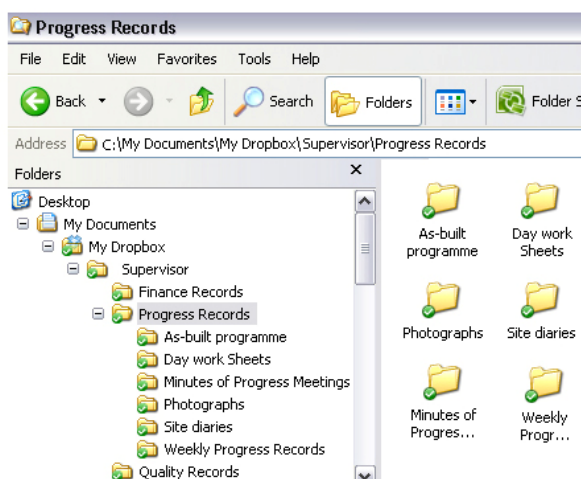 Progress Records
File Edit View Favorites Tools Help
Back Search Folders Folder S
Address C:\My Documents\My Dropbox\Supervisor\Progress Records
Folders x
Desktop
My Documents
My Dropbox
Supervisor
Finance Records
Progress Records
As-built programme
Day work Sheets
Minutes of Progress Meetings
Photographs
Site diaries
Weekly Progress Records
Quality Records
As-built Day work
programme Sheets
Photographs Site diaries
Minutes of Weekly
Progres... Progr...